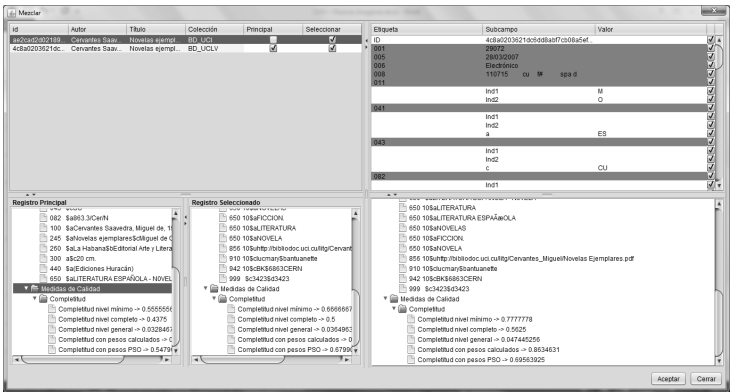 Mezclar
id Autor Título Colección Principal Seleccionar
ae2cad2d02189... Cervantes Saav... Novelas ejempl... BD_UCI
4c8a0203621dc... Cervantes Saav... Novelas ejempl... BD_UCLV
Etiqueta Subcampo Valor
ID 4c8a0203621dc6dd8abf7cb08a5ef...
001 29072
005 28/03/2007
006 Electrónico
008 110715 cu spa d
011
Ind1 M
Ind2 O
041
Ind1
Ind2
a ES
043
Ind1
Ind2
c CU
082
Ind1
Registro Principal
082 $a863.3/Cer/N
100 $aCervantes Saavedra, Miguel de, 1
245 $aNovelas ejemplares$cMiguel de C
260 $aLa Habana$bEditorial Arte y Litera
300 a$c20 cm.
440 $a(Ediciones Huracán)
650 $aLITERATURA ESPAÑOLA - NOVEL
Medidas de Calidad
Completitud
Completitud nivel mínimo -> 0.5555556
Completitud nivel completo -> 0.4375
Completitud nivel general -> 0.0328467
Completitud con pesos calculados -> 0
Completitud con pesos PSO -> 0.5479
Registro Seleccionado
650 10$aNOVELAS
650 10$aFICCION.
650 10$aLITERATURA
650 10$aNOVELA
856 10$uhttp://bibliodoc.uci.cu/litg/Cervant
910 10$clucmary$bantuanette
942 10$cBK$6863CERN
999 $c3423$d3423
Medidas de Calidad
Completitud
Completitud nivel mínimo -> 0.6666667
Completitud nivel completo -> 0.5
Completitud nivel general -> 0.0364963
Completitud con pesos calculados -> 0
Completitud con pesos PSO -> 0.6799
650 10$aLITERATURA
650 10$aLITERATURA ESPAÃ±OLA
650 10$aNOVELAS
650 10$aFICCION.
650 10$aNOVELA
856 10$uhttp://bibliodoc.uci.cu/litg/Cervantes_Miguel/Novelas Ejemplares.pdf
910 10$clucmary$bantuanette
942 10$cBK$6863CERN
999 $c3423$d3423
Medidas de Calidad
Completitud
Completitud nivel mínimo -> 0.7777778
Completitud nivel completo -> 0.5625
Completitud nivel general -> 0.047445256
Completitud con pesos calculados -> 0.8634631
Completitud con pesos PSO -> 0.69563925
Aceptar Cerrar